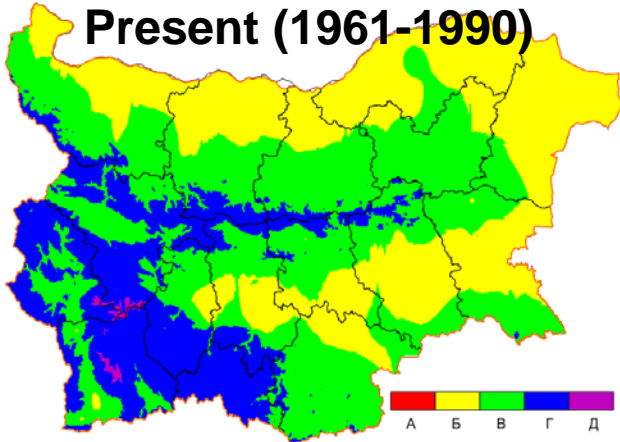 Present (1961-1990)
А Б В Г Д